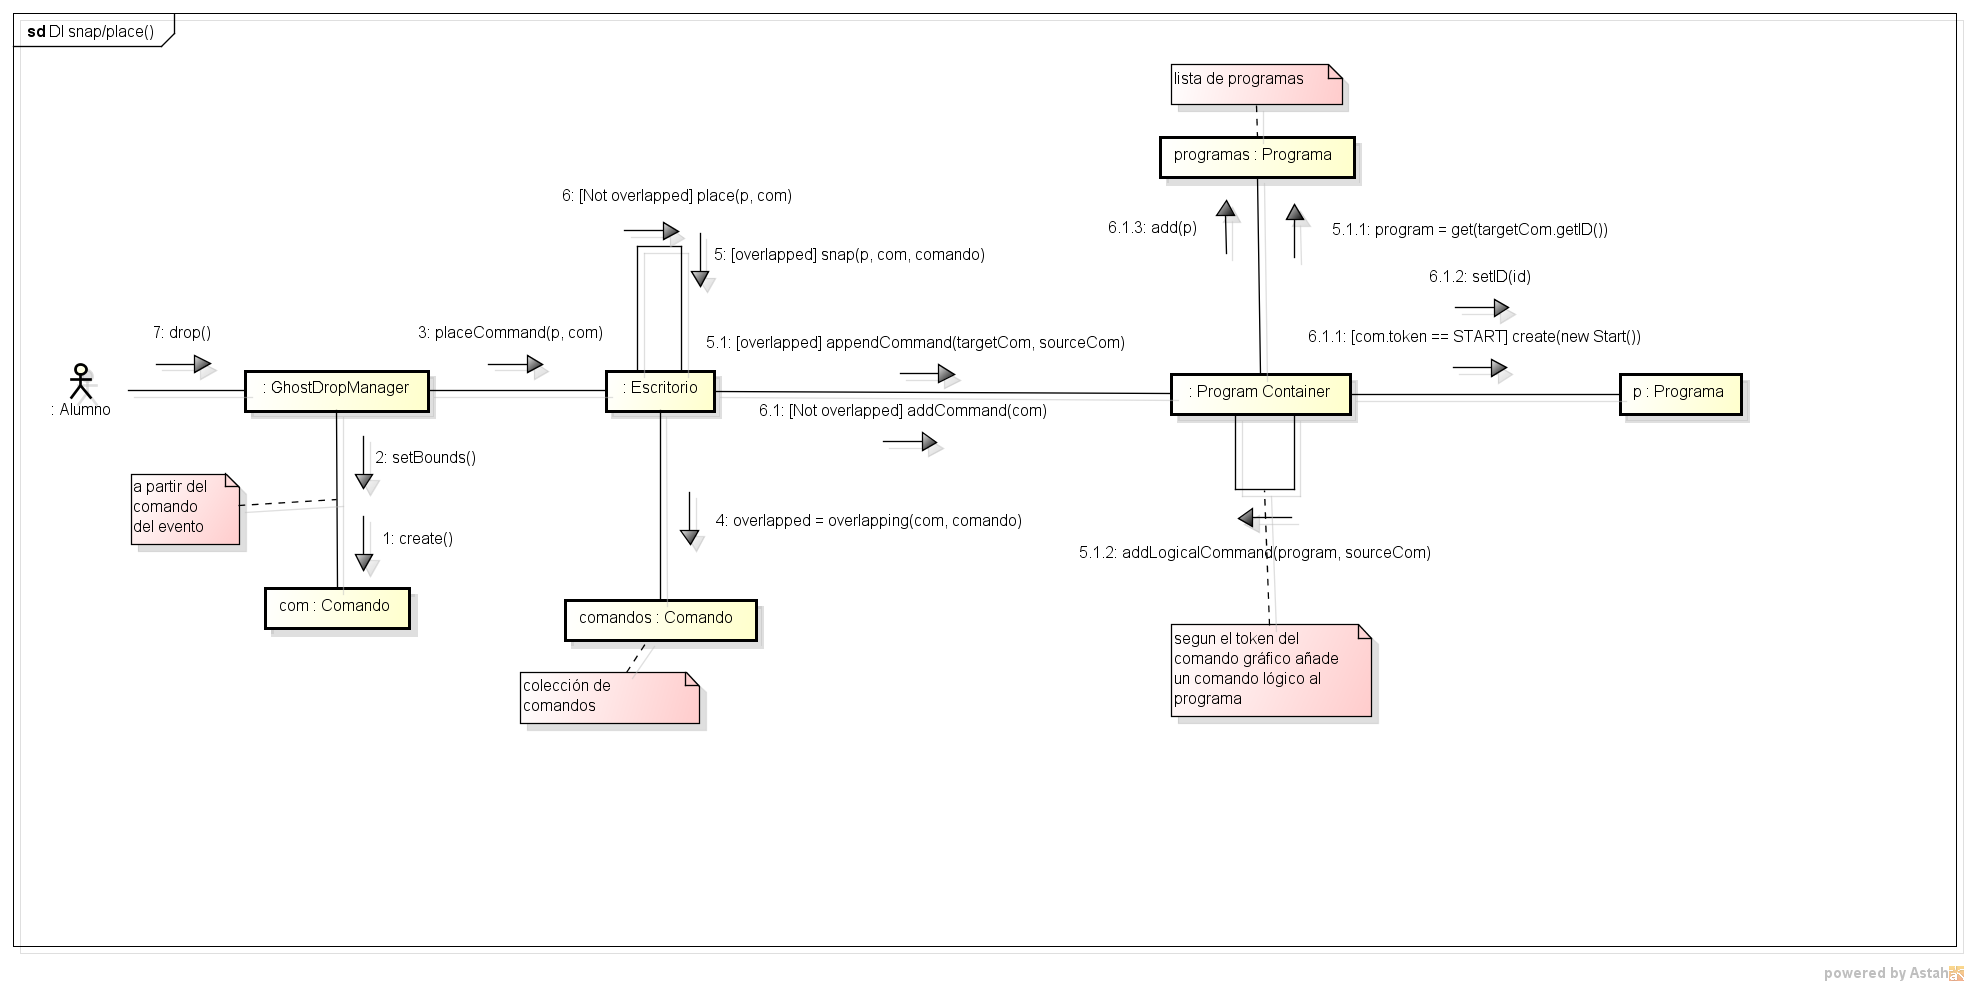 sd DI snap/place()
lista de programas
programas : Programa
6: [Not overlapped] place(p, com)
6.1.3: add(p)
5.1.1: program = get(targetCom.getID())
5: [overlapped] snap(p, com, comando)
6.1.2: setID(id)
7: drop()
3: placeCommand(p, com)
5.1: [overlapped] appendCommand(targetCom, sourceCom)
6.1.1: [com.token == START] create(new Start())
: Alumno
: GhostDropManager
: Escritorio
: Program Container
p : Programa
6.1: [Not overlapped] addCommand(com)
2: setBounds()
a partir del
comando
del evento
1: create()
4: overlapped = overlapping(com, comando)
5.1.2: addLogicalCommand(program, sourceCom)
com : Comando
comandos : Comando
segun el token del
comando gráfico añade
un comando lógico al
programa
colección de
comandos
powered by Astah